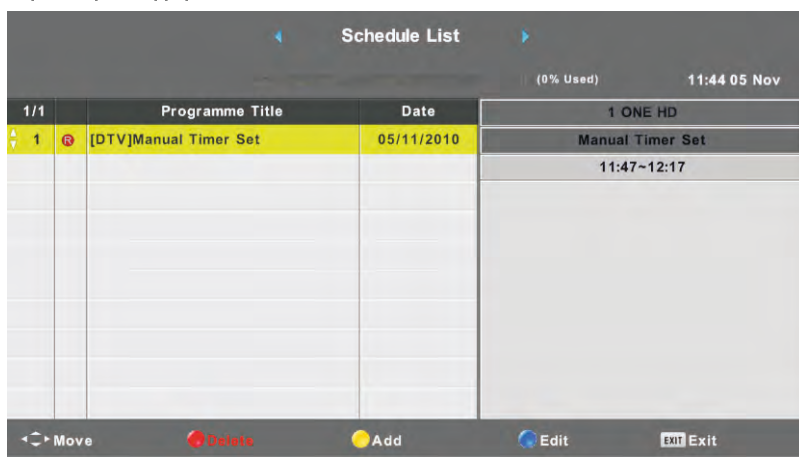 Schedule List
(0% Used) 11:44 05 Nov
1/1 Programme Title Date 1 ONE HD
1 R [DTV]Manual Timer Set 05/11/2010 Manual Timer Set
11:47~12:17
Move Delete Add Edit EXIT Exit